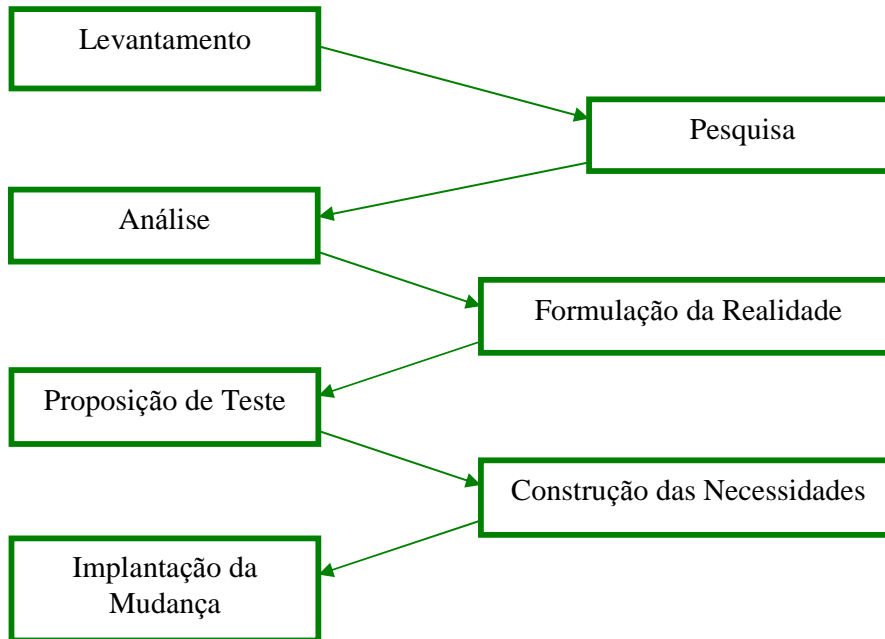 Levantamento
Pesquisa
Análise
Formulação da Realidade
Proposição de Teste
Construção das Necessidades
Implantação da
Mudança